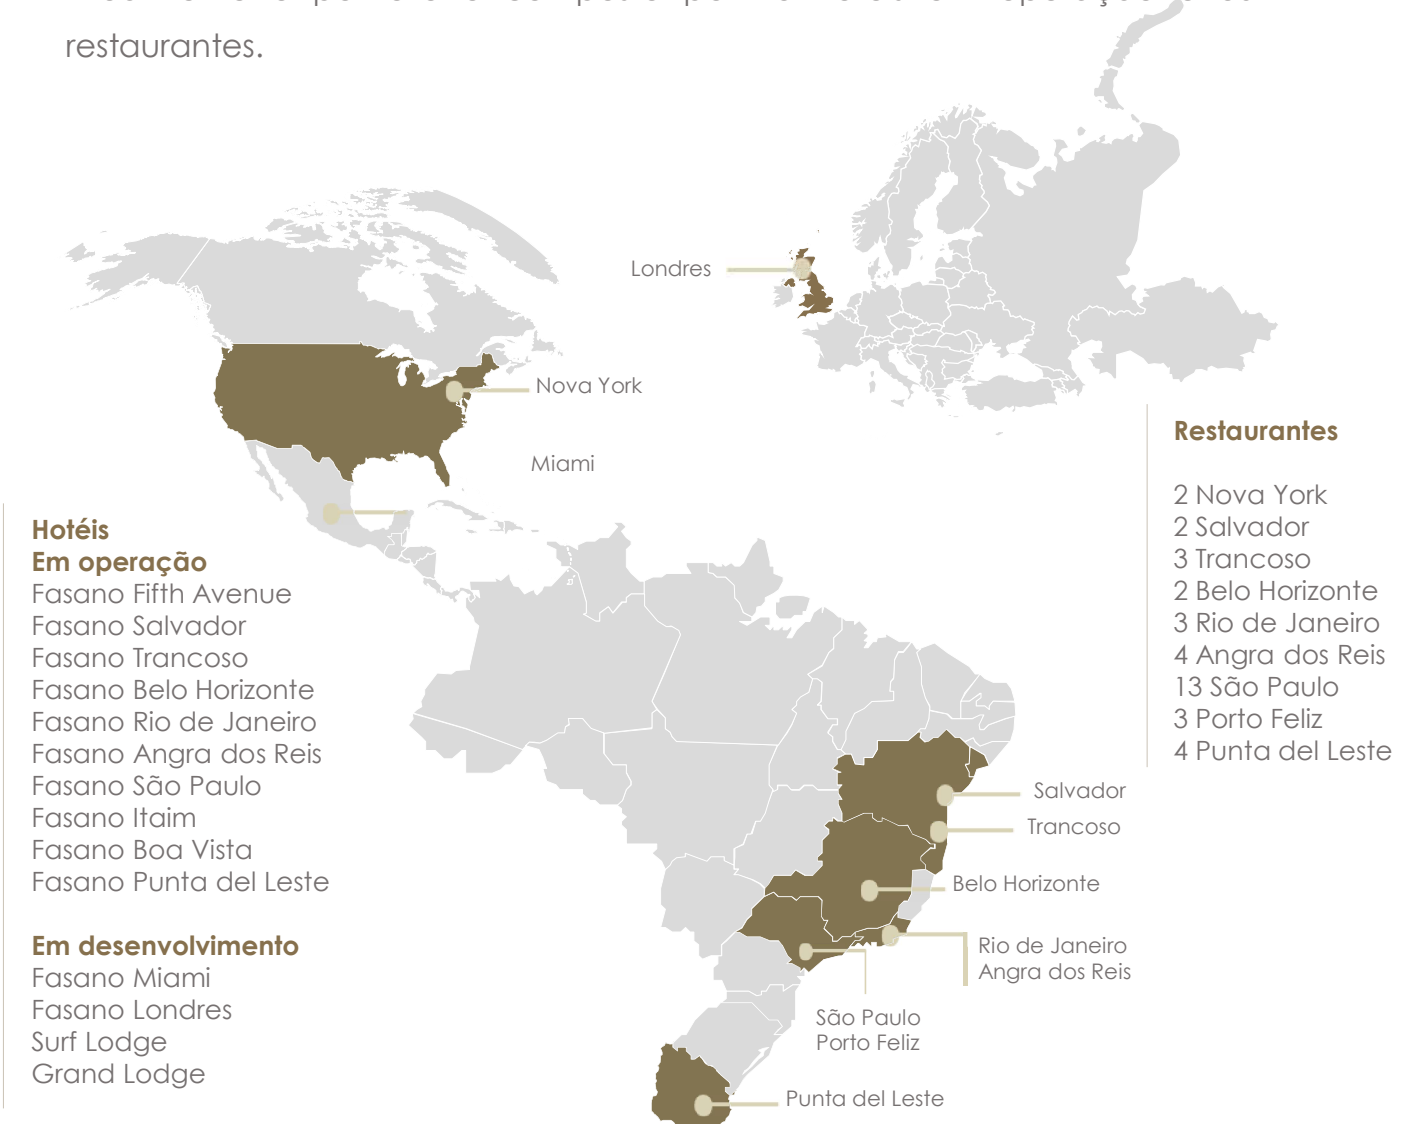 restaurantes.
Londres
Nova York
Miami
Hotéis
Em operação
Fasano Fifth Avenue
Fasano Salvador
Fasano Trancoso
Fasano Belo Horizonte
Fasano Rio de Janeiro
Fasano Angra dos Reis
Fasano São Paulo
Fasano Itaim
Fasano Boa Vista
Fasano Punta del Leste
Em desenvolvimento
Fasano Miami
Fasano Londres
Surf Lodge
Grand Lodge
Restaurantes
2 Nova York
2 Salvador
3 Trancoso
2 Belo Horizonte
3 Rio de Janeiro
4 Angra dos Reis
13 São Paulo
3 Porto Feliz
4 Punta del Leste
Salvador
Trancoso
Belo Horizonte
Rio de Janeiro
Angra dos Reis
São Paulo
Porto Feliz
Punta del Leste